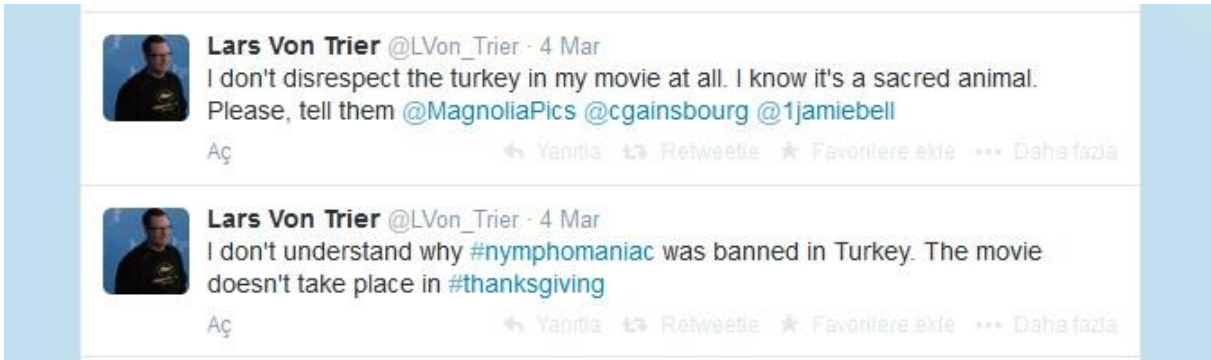 Lars Von Trier @LVon_Trier · 4 Mar
I don't disrespect the turkey in my movie at all. I know it's a sacred animal.
Please, tell them @MagnoliaPics @cgainsbourg @1jamiebell
Aç Yanıtla Retweetle Favorilere ekle Daha fazla
Lars Von Trier @LVon_Trier · 4 Mar
I don't understand why #nymphomaniac was banned in Turkey. The movie
doesn't take place in #thanksgiving
Aç Yanıtla Retweetle Favorilere ekle Daha fazla